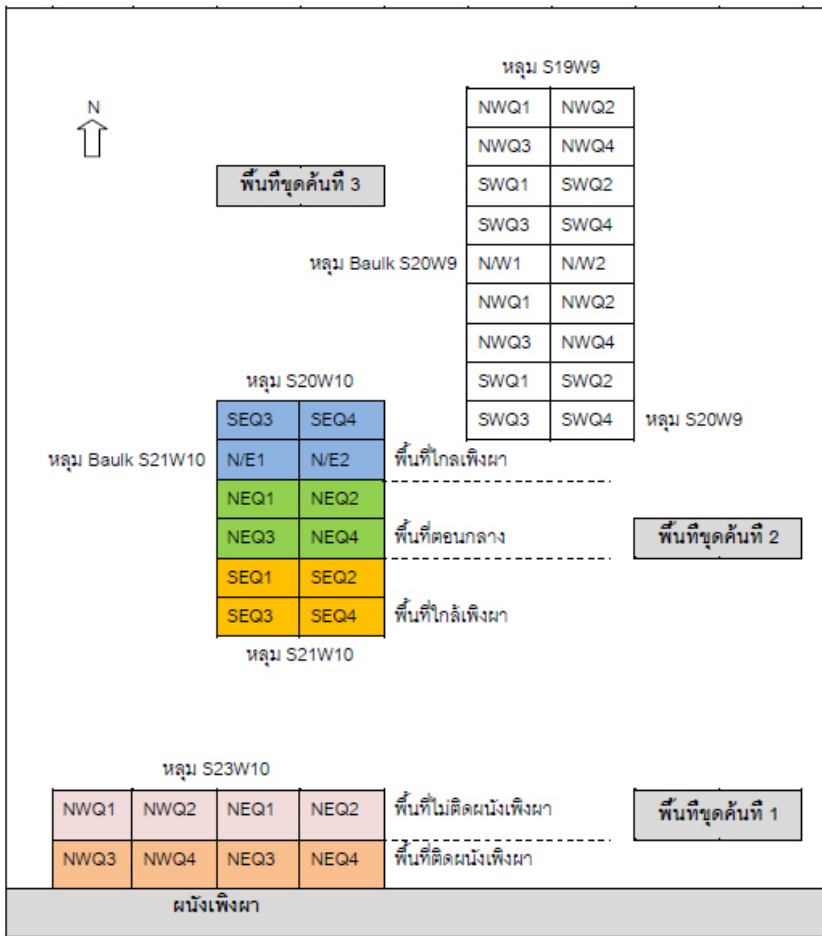 หลุม S19W9
N
NWQ1 NWQ2
NWQ3 NWQ4
พื้นที่ขุดค้นที่ 3
SWQ1 SWQ2
SWQ3 SWQ4
หลุม Baulk S20W9 N/W1 N/W2
NWQ1 NWQ2
NWQ3 NWQ4
หลุม S20W10
SWQ1 SWQ2
SEQ3 SEQ4
SWQ3 SWQ4 หลุม S20W9
หลุม Baulk S21W10 N/E1 N/E2 พื้นที่ไกลเพิงผา
NEQ1 NEQ2
NEQ3 NEQ4 พื้นที่ตอนกลาง
พื้นที่ขุดค้นที่ 2
SEQ1 SEQ2
SEQ3 SEQ4 พื้นที่ใกล้เพิงผา
หลุม S21W10
หลุม S23W10
NWQ1 NWQ2 NEQ1 NEQ2 พื้นที่ไม่ติดผนังเพิงผา
พื้นที่ขุดค้นที่ 1
NWQ3 NWQ4 NEQ3 NEQ4 พื้นที่ติดผนังเพิงผา
ผนังเพิงผา